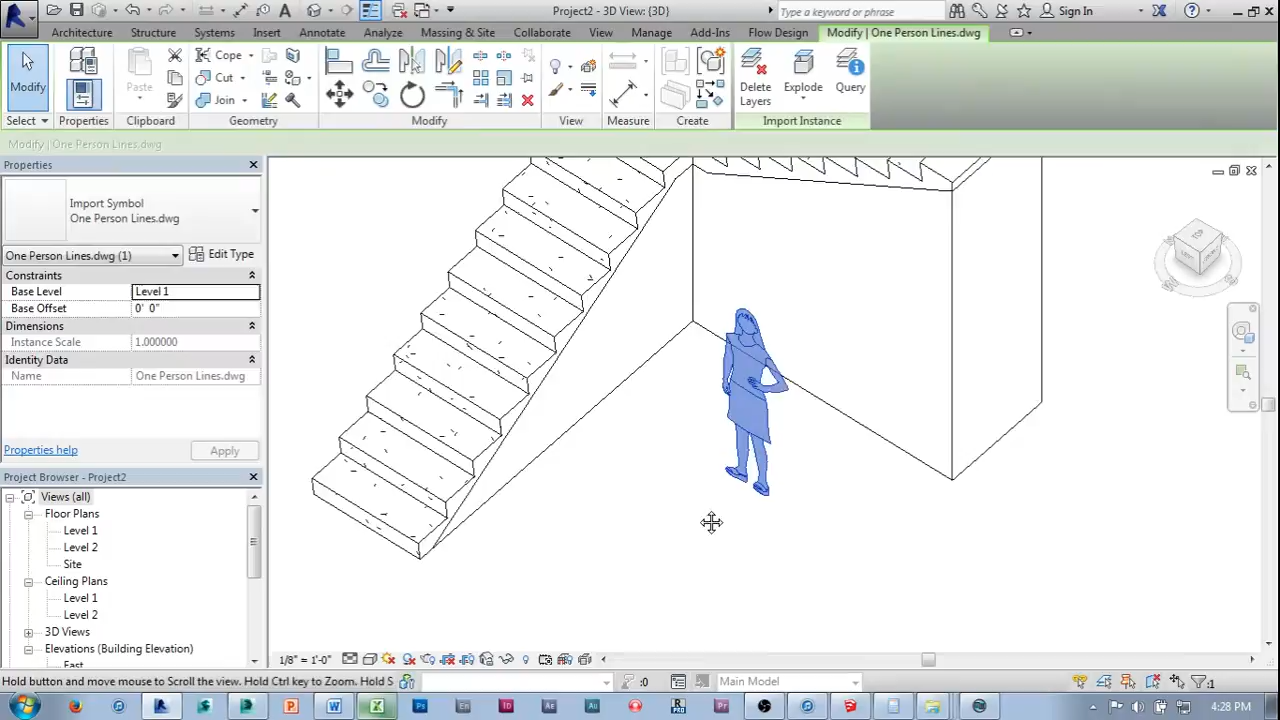 Project2 - 3D View: {3D}
Type a keyword or phrase
Sign In
Architecture Structure Systems Insert Annotate Analyze Massing & Site Collaborate View Manage Add-Ins Flow Design Modify | One Person Lines.dwg
Modify
Paste
Cope
Cut
Join
Delete Layers
Explode
Query
Select Properties Clipboard Geometry Modify View Measure Create Import Instance
Modify | One Person Lines.dwg
Properties
Import Symbol
One Person Lines.dwg
One Person Lines.dwg (1) Edit Type
Constraints
Base Level Level 1
Base Offset 0' 0"
Dimensions
Instance Scale 1.000000
Identity Data
Name One Person Lines.dwg
Properties help Apply
Project Browser - Project2
Views (all)
Floor Plans
Level 1
Level 2
Site
Ceiling Plans
Level 1
Level 2
3D Views
Elevations (Building Elevation)
East
TOP
1/8" = 1'-0"
Hold button and move mouse to Scroll the view. Hold Ctrl key to Zoom. Hold S
:0
Main Model
:1
4:28 PM